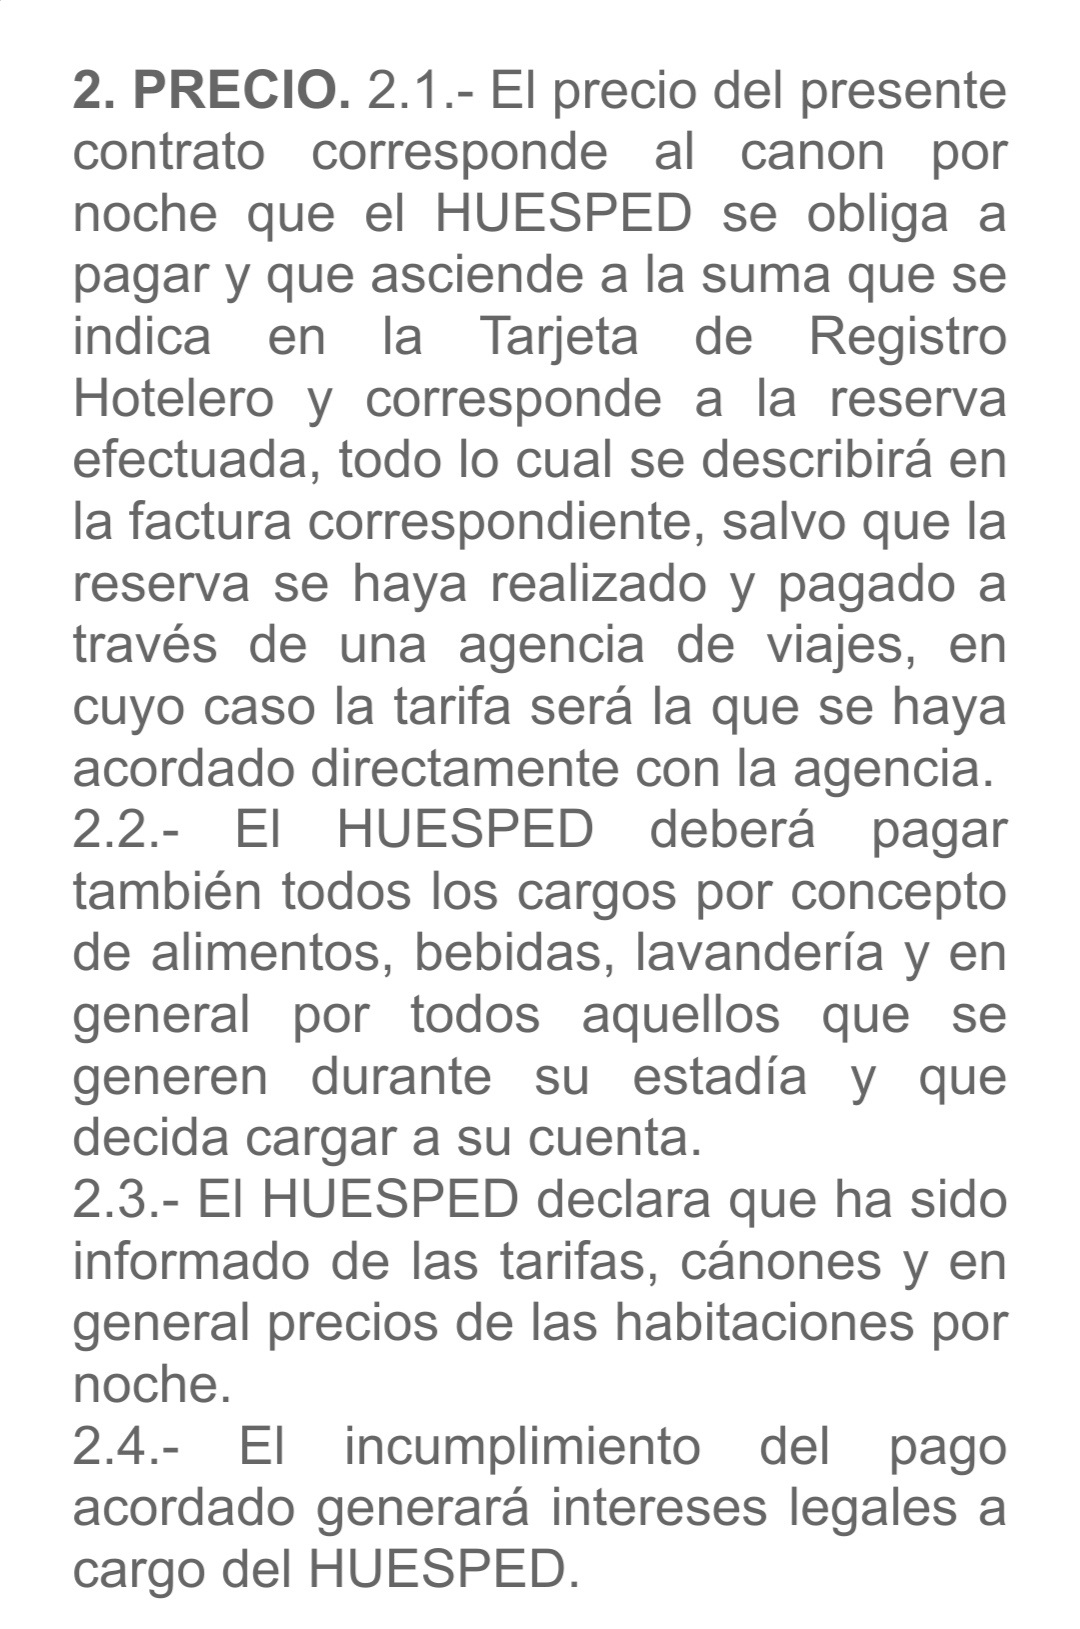 2. PRECIO. 2.1.- El precio del presente
contrato corresponde al canon por
noche que el HUESPED se obliga a
pagar y que asciende a la suma que se
indica en la Tarjeta de Registro
Hotelero y corresponde a la reserva
efectuada, todo lo cual se describirá en
la factura correspondiente, salvo que la
reserva se haya realizado y pagado a
través de una agencia de viajes, en
cuyo caso la tarifa será la que se haya
acordado directamente con la agencia.
2.2.- El HUESPED deberá pagar
también todos los cargos por concepto
de alimentos, bebidas, lavandería y en
general por todos aquellos que se
generen durante su estadía y que
decida cargar a su cuenta.
2.3.- El HUESPED declara que ha sido
informado de las tarifas, cánones y en
general precios de las habitaciones por
noche.
2.4.- El incumplimiento del pago
acordado generará intereses legales a
cargo del HUESPED.